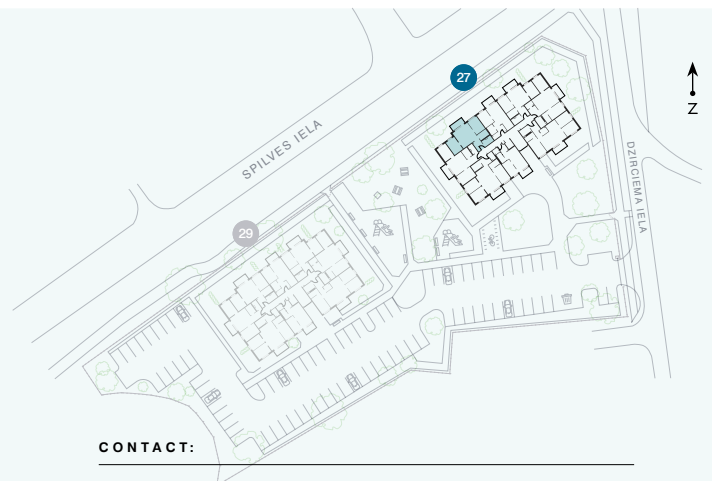 27
Z
SPILVES IELA
DZIRCIEMA IELA
29
CONTACT: